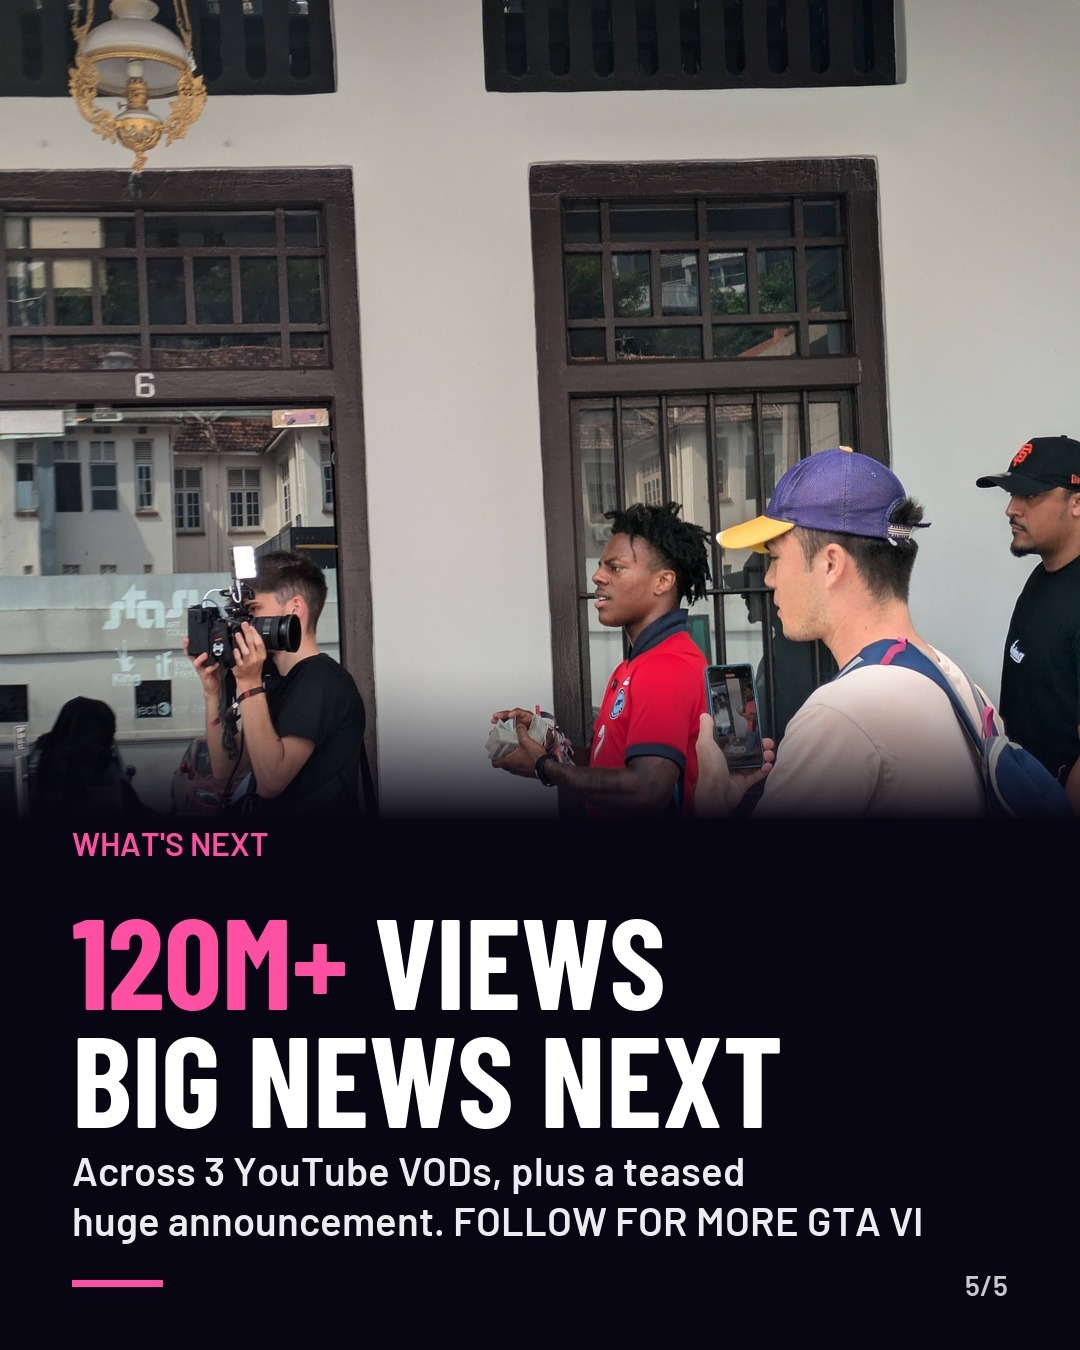 6
WHAT'S NEXT
120M+ VIEWS
BIG NEWS NEXT
Across 3 YouTube VODs, plus a teased
huge announcement. FOLLOW FOR MORE GTA VI
5/5